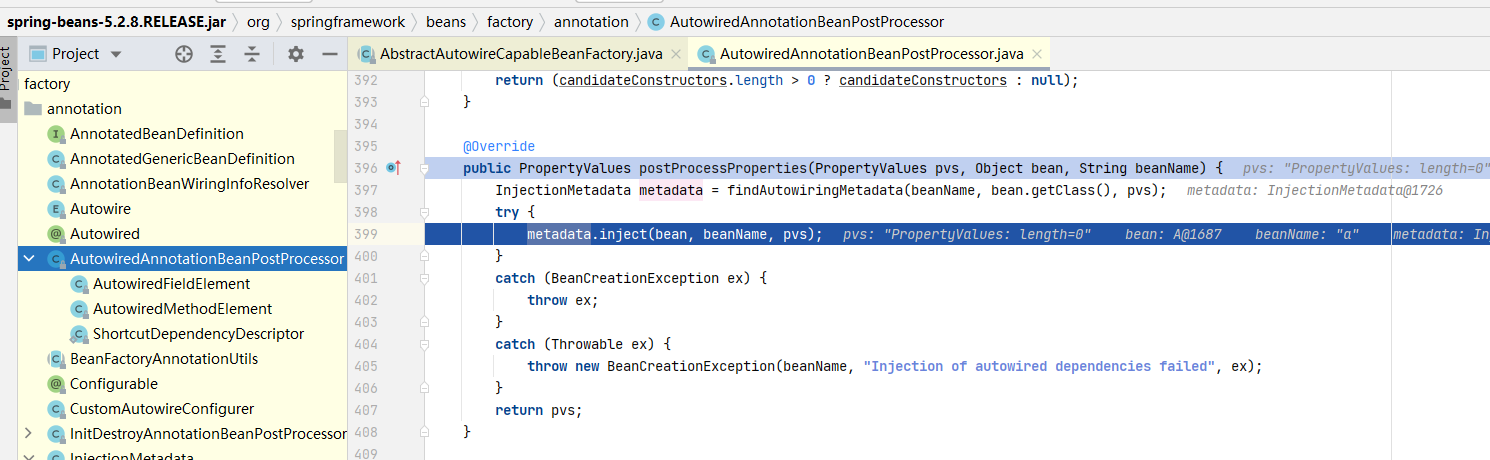 spring-beans-5.2.8.RELEASE.jar org springframework beans factory annotation AutowiredAnnotationBeanPostProcessor
Project
Project
AbstractAutowireCapableBeanFactory.java
AutowiredAnnotationBeanPostProcessor.java
factory
annotation
AnnotatedBeanDefinition
AnnotatedGenericBeanDefinition
AnnotationBeanWiringInfoResolver
Autowire
Autowired
AutowiredAnnotationBeanPostProcessor
AutowiredFieldElement
AutowiredMethodElement
ShortcutDependencyDescriptor
BeanFactoryAnnotationUtils
Configurable
CustomAutowireConfigurer
InitDestroyAnnotationBeanPostProcessor
InjectionMetadata
392 return (candidateConstructors.length > 0 ? candidateConstructors : null);
393 }
394
395 @Override
396 public PropertyValues postProcessProperties(PropertyValues pvs, Object bean, String beanName) { pvs: "PropertyValues: length=0"
397 InjectionMetadata metadata = findAutowiringMetadata(beanName, bean.getClass(), pvs); metadata: InjectionMetadata@1726
398 try {
399 metadata.inject(bean, beanName, pvs); pvs: "PropertyValues: length=0" bean: A@1687 beanName: "a" metadata: In
400 }
401 catch (BeanCreationException ex) {
402 throw ex;
403 }
404 catch (Throwable ex) {
405 throw new BeanCreationException(beanName, "Injection of autowired dependencies failed", ex);
406 }
407 return pvs;
408 }
409